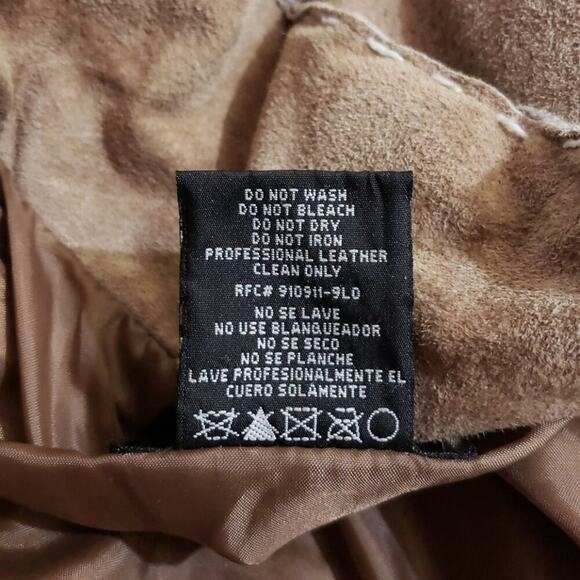 DO NOT WASH
DO NOT BLEACH
DO NOT DRY
DO NOT IRON
PROFESSIONAL LEATHER
CLEAN ONLY
RFC# 910911-9L0
NO SE LAVE
NO USE BLANQUEADOR
NO SE SECO
NO SE PLANCHE
LAVE PROFESIONALMENTE EL
CUERO SOLAMENTE